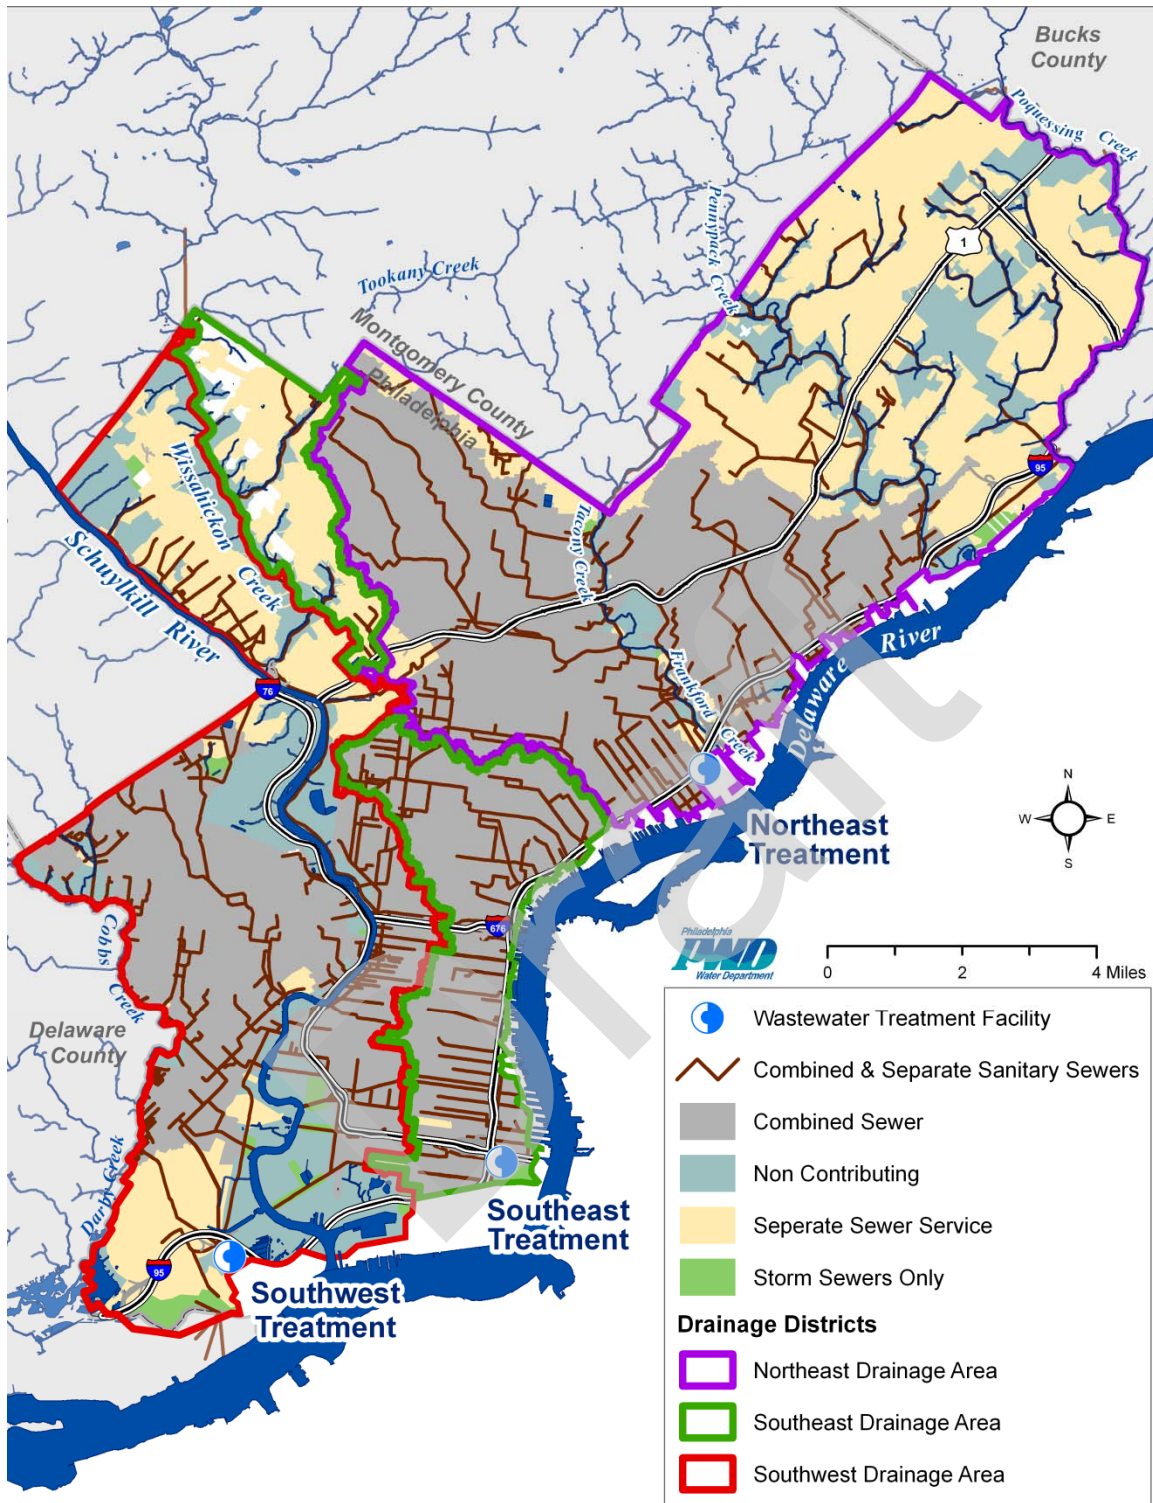 Bucks
County
Poquessing Creek
Pennypack Creek
1
Tookany Creek
Montgomery County
Philadelphia
95
Wissahickon Creek
Tacony Creek
Schuylkill River
Delaware River
Frankford Creek
76
Northeast
Treatment
N
W E
S
Cobbs Creek
676
Philadelphia
PWD
Water Department
0 2 4 Miles
Delaware
County
Darby Creek
Southeast
Treatment
95
Southwest
Treatment
Draft
Wastewater Treatment Facility
Combined & Separate Sanitary Sewers
Combined Sewer
Non Contributing
Seperate Sewer Service
Storm Sewers Only
Drainage Districts
Northeast Drainage Area
Southeast Drainage Area
Southwest Drainage Area